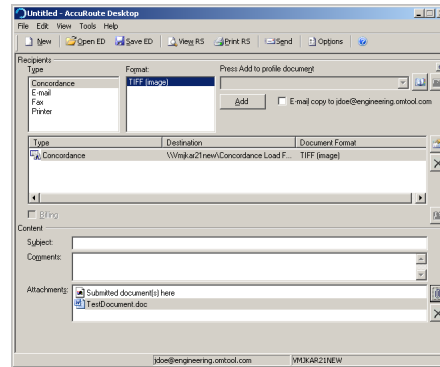 Untitled - AccuRoute Desktop
File Edit View Tools Help
New Open ED Save ED View RS Print RS Send Options
Recipients
Type Format: Press Add to profile document
Concordance TIFF (image)
E-mail
Fax Add E-mail copy to jdoe@engineering.omtool.com
Printer
Type Destination Document Format
Concordance \\Vmjkar21new\Concordance Load F... TIFF (image)
Billing
Content
Subject:
Comments:
Attachments: Submitted document(s) here
TestDocument.doc
jdoe@engineering.omtool.com VMJKAR21NEW